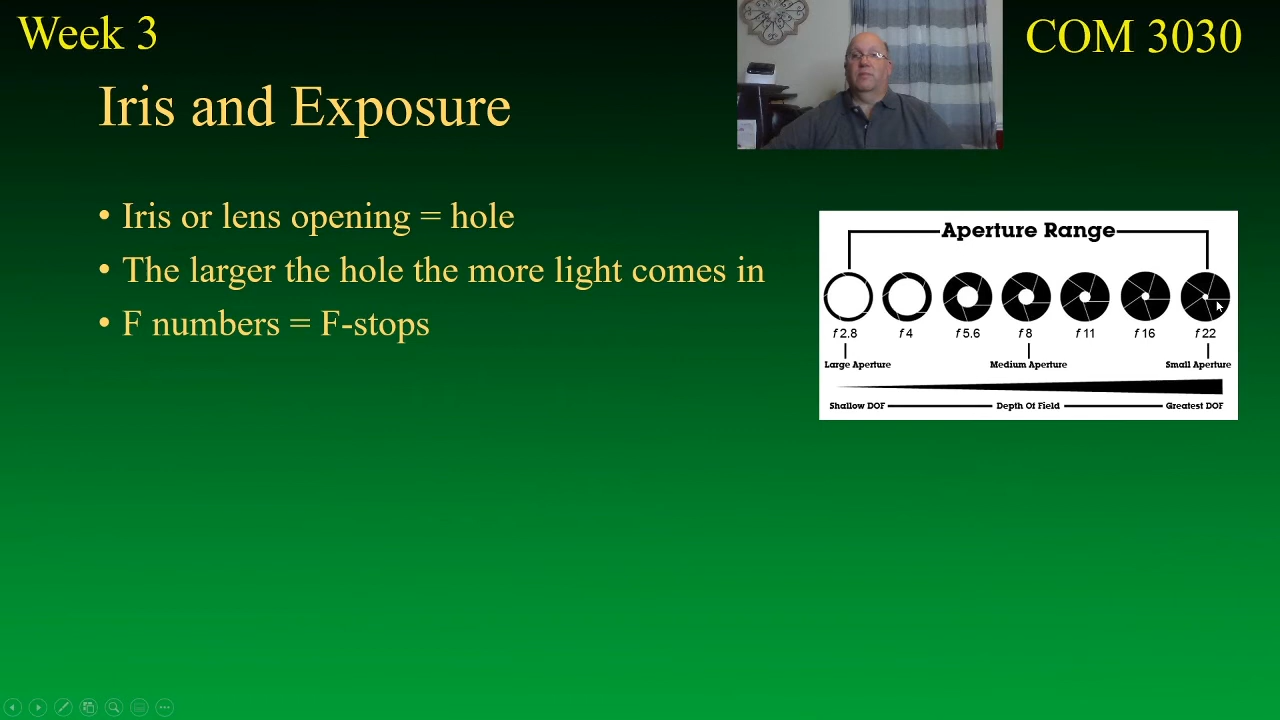 Week 3
COM 3030
Iris and Exposure
• Iris or lens opening = hole
• The larger the hole the more light comes in
• F numbers = F-stops
Aperture Range
f 2.8 f 4 f 5.6 f 8 f 11 f 16 f 22
Large Aperture Medium Aperture Small Aperture
Shallow DOF Depth Of Field Greatest DOF